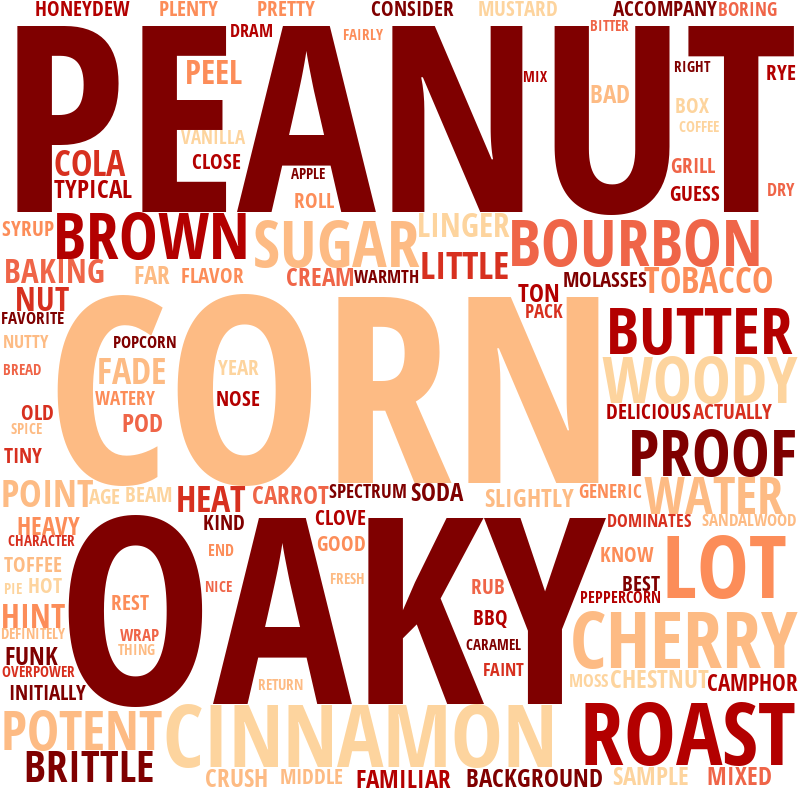 HONEYDEW PLENTY PRETTY CONSIDER MUSTARD ACCOMPANY BORING
DRAM FAIRLY BITTER
PEANUT
PEEL MIX RIGHT RYE
BAD BOX
VANILLA COFFEE
COLA CLOSE APPLE GRILL
TYPICAL ROLL GUESS DRY
SYRUP BROWN SUGAR LINGER BOURBON
BAKING FAR FLAVOR CREAM WARMTH LITTLE MOLASSES TOBACCO
NUT TON
FAVORITE PACK
CORN
NUTTY POPCORN BUTTER
BREAD FADE YEAR WOODY
WATERY NOSE
OLD POD DELICIOUS ACTUALLY
SPICE
TINY PROOF
POINT AGE BEAM HEAT CARROT SPECTRUM SODA SLIGHTLY GENERIC WATER
HEAVY KIND CLOVE DOMINATES SANDALWOOD
CHARACTER END GOOD KNOW
OAKY
TOFFEE LOT
PIE HOT NICE FRESH RUB BEST
HINT REST PEPPERCORN
DEFINITELY WRAP BBQ CHERRY
FUNK THING CARAMEL
OVERPOWER FAINT
INITIALLY RETURN MOSS CHESTNUT CAMPHOR
POTENT CINNAMON ROAST
BRITTLE
CRUSH MIDDLE FAMILIAR BACKGROUND SAMPLE MIXED